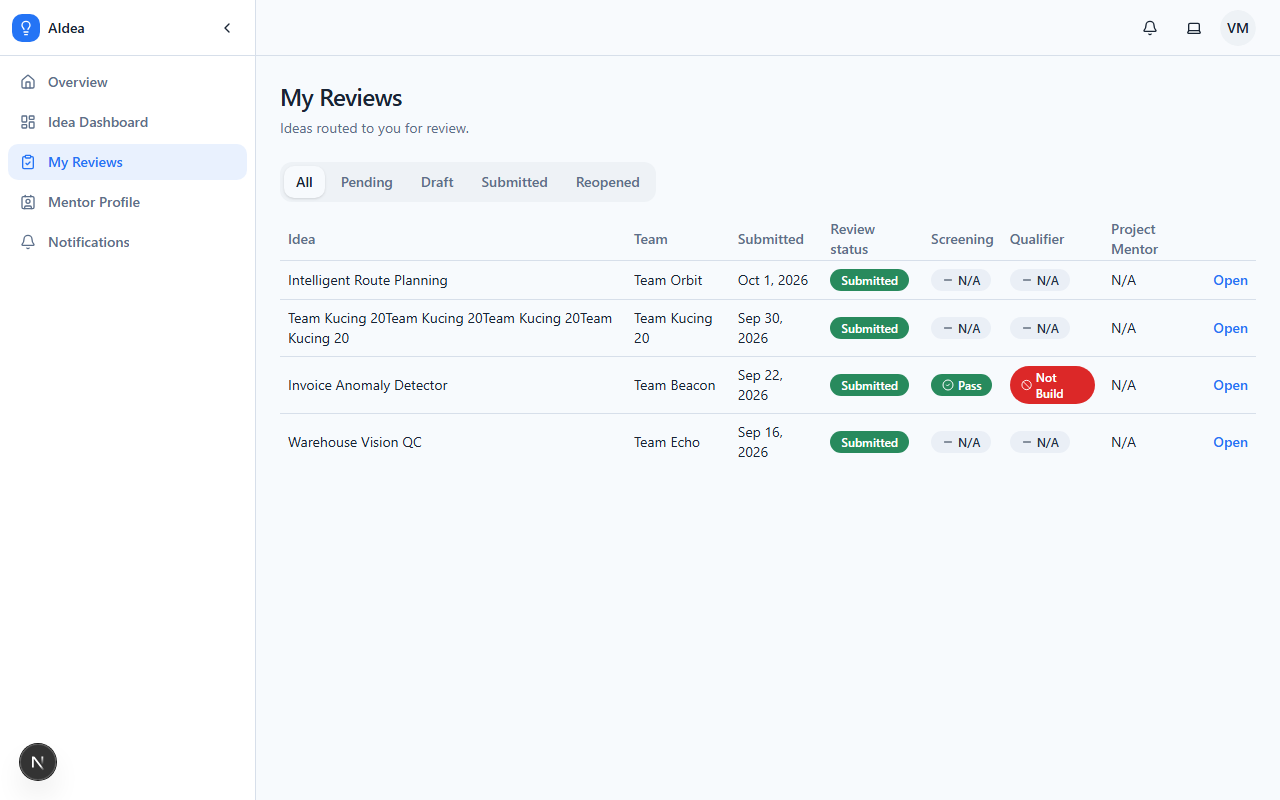 AIdea
VM
Overview
Idea Dashboard
My Reviews
Mentor Profile
Notifications
My Reviews
Ideas routed to you for review.
All Pending Draft Submitted Reopened
Idea Team Submitted Review status Screening Qualifier Project Mentor
Intelligent Route Planning Team Orbit Oct 1, 2026 Submitted N/A N/A N/A Open
Team Kucing 20Team Kucing 20Team Kucing 20Team Kucing 20 Team Kucing 20 Sep 30, 2026 Submitted N/A N/A N/A Open
Invoice Anomaly Detector Team Beacon Sep 22, 2026 Submitted Pass Not Build N/A Open
Warehouse Vision QC Team Echo Sep 16, 2026 Submitted N/A N/A N/A Open
N